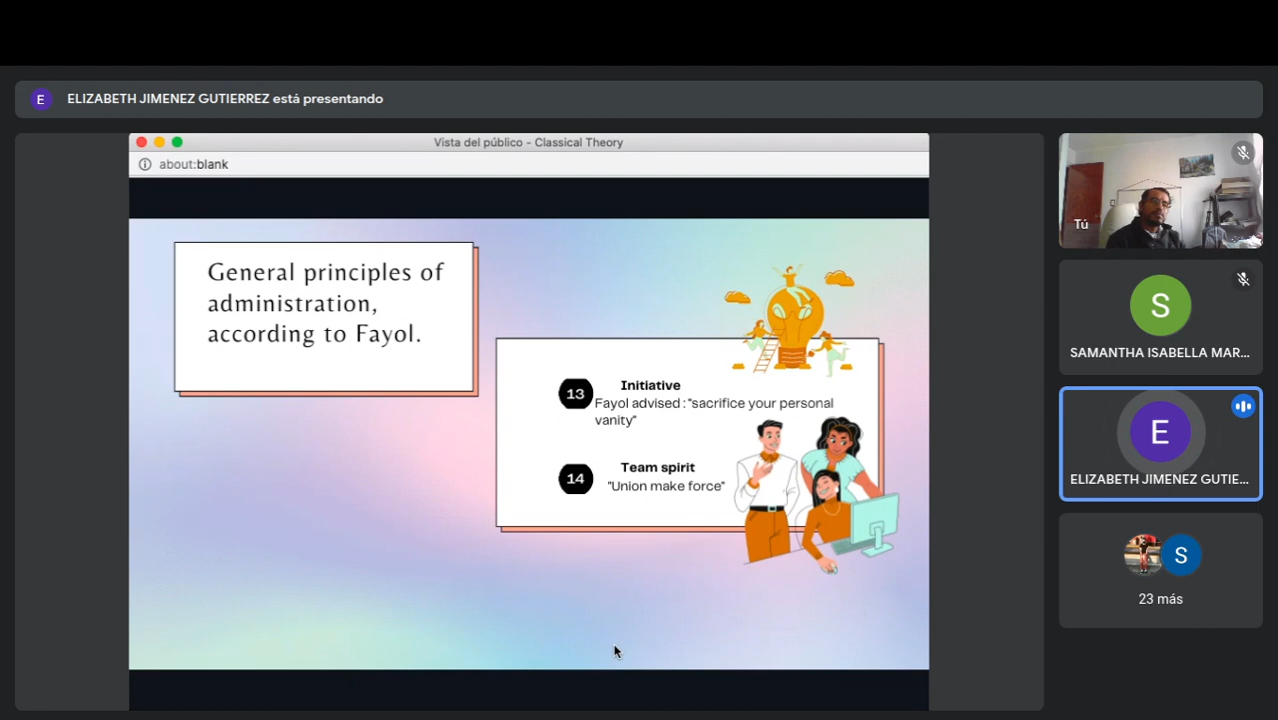 E ELIZABETH JIMENEZ GUTIERREZ está presentando
Vista del público - Classical Theory
about:blank
General principles of
administration,
according to Fayol.
13 Initiative
Fayol advised : "sacrifice your personal
vanity"
14 Team spirit
"Union make force"
Tú
S
SAMANTHA ISABELLA MAR...
E
ELIZABETH JIMENEZ GUTIE...
S
23 más